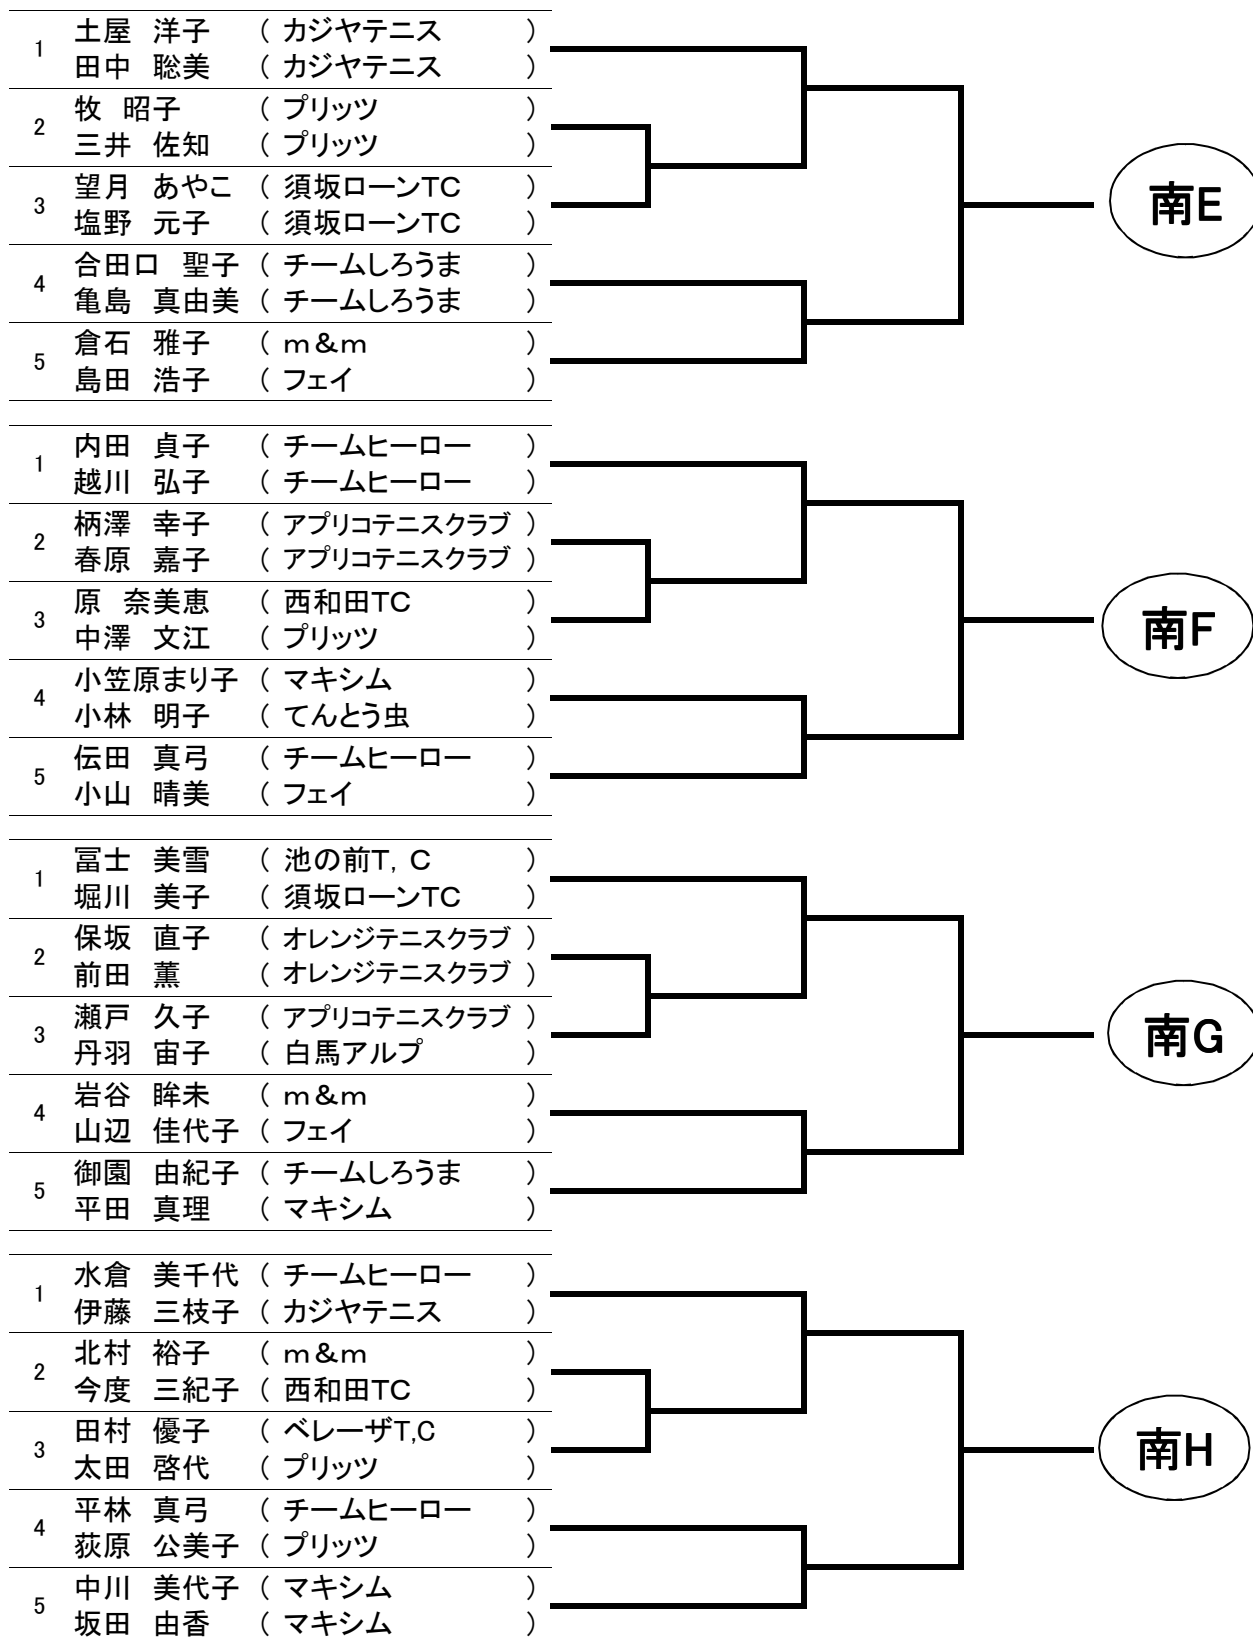 1
土屋 洋子 ( カジヤテニス )
田中 聡美 ( カジヤテニス )
2
牧 昭子 ( プリッツ )
三井 佐知 ( プリッツ )
3
望月 あやこ ( 須坂ローンTC )
塩野 元子 ( 須坂ローンTC )
4
合田口 聖子 ( チームしろうま )
亀島 真由美 ( チームしろうま )
5
倉石 雅子 ( m&m )
島田 浩子 ( フェイ )
南E
1
内田 貞子 ( チームヒーロー )
越川 弘子 ( チームヒーロー )
2
柄澤 幸子 ( アプリコテニスクラブ )
春原 嘉子 ( アプリコテニスクラブ )
3
原 奈美恵 ( 西和田TC )
中澤 文江 ( プリッツ )
4
小笠原まり子 ( マキシム )
小林 明子 ( てんとう虫 )
5
伝田 真弓 ( チームヒーロー )
小山 晴美 ( フェイ )
南F
1
冨士 美雪 ( 池の前T, C )
堀川 美子 ( 須坂ローンTC )
2
保坂 直子 ( オレンジテニスクラブ )
前田 薫 ( オレンジテニスクラブ )
3
瀬戸 久子 ( アプリコテニスクラブ )
丹羽 宙子 ( 白馬アルプ )
4
岩谷 眸未 ( m&m )
山辺 佳代子 ( フェイ )
5
御園 由紀子 ( チームしろうま )
平田 真理 ( マキシム )
南G
1
水倉 美千代 ( チームヒーロー )
伊藤 三枝子 ( カジヤテニス )
2
北村 裕子 ( m&m )
今度 三紀子 ( 西和田TC )
3
田村 優子 ( ベレーザT,C )
太田 啓代 ( プリッツ )
4
平林 真弓 ( チームヒーロー )
荻原 公美子 ( プリッツ )
5
中川 美代子 ( マキシム )
坂田 由香 ( マキシム )
南H